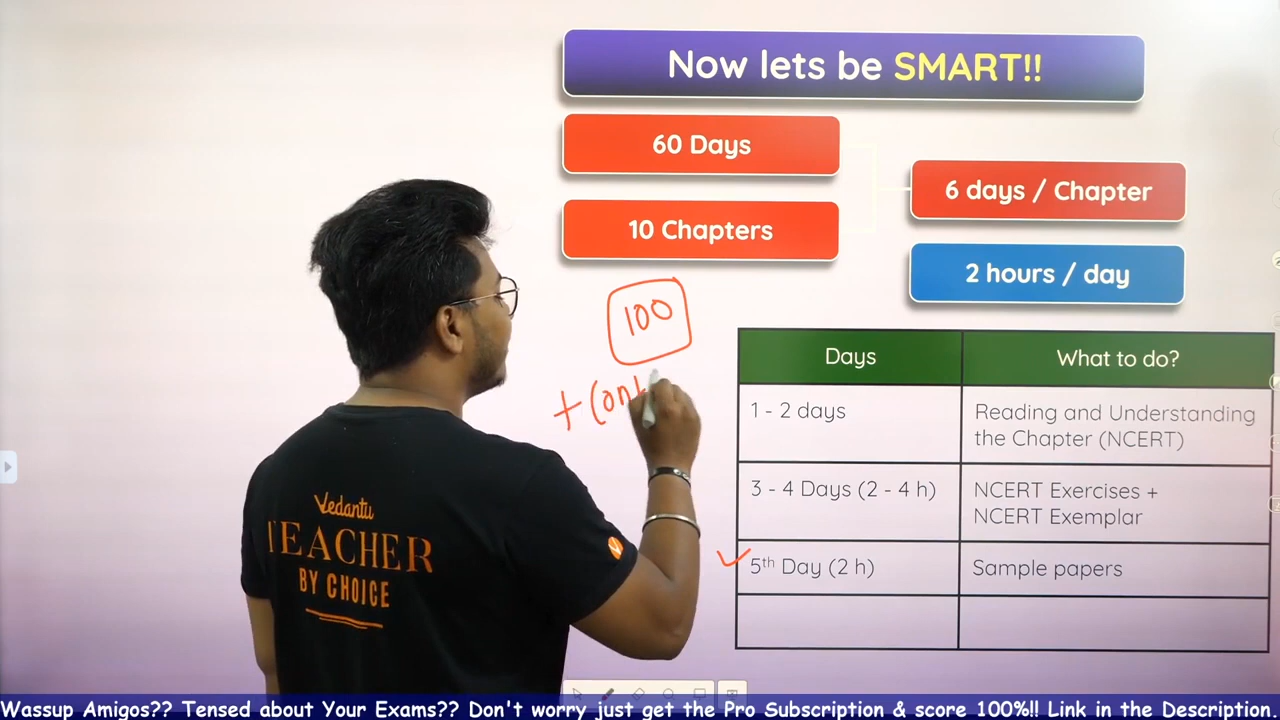 Now lets be SMART!!
60 Days
6 days / Chapter
10 Chapters
2 hours / day
100
Days
What to do?
1 - 2 days
Reading and Understanding
the Chapter (NCERT)
3 - 4 Days (2 - 4 h)
NCERT Exercises +
NCERT Exemplar
5th Day (2 h)
Sample papers
Vedantu
TEACHER
BY CHOICE
Wassup Amigos?? Tensed about Your Exams?? Don't worry just get the Pro Subscription & score 100%!! Link in the Description.